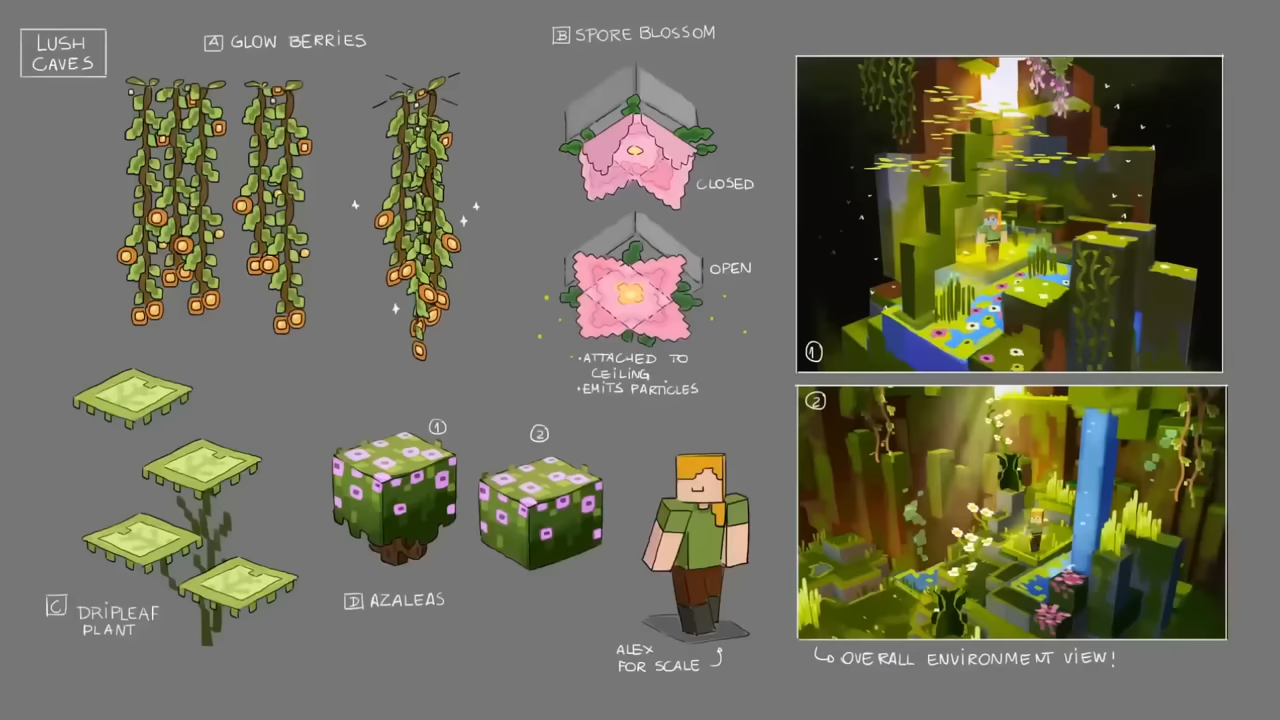 LUSH
CAVES
A GLOW BERRIES
B SPORE BLOSSOM
CLOSED
OPEN
•ATTACHED TO
CEILING
•EMITS PARTICLES
1
2
C DRIPLEAF
PLANT
1
2
D AZALEAS
ALEX
FOR SCALE
OVERALL ENVIRONMENT VIEW!